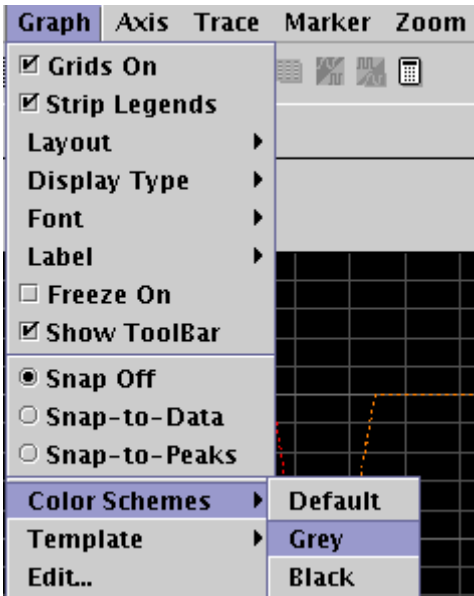 Graph Axis Trace Marker Zoom
Grids On
Strip Legends
Layout
Display Type
Font
Label
Freeze On
Show ToolBar
Snap Off
Snap-to-Data
Snap-to-Peaks
Color Schemes
Default
Template
Grey
Edit...
Black